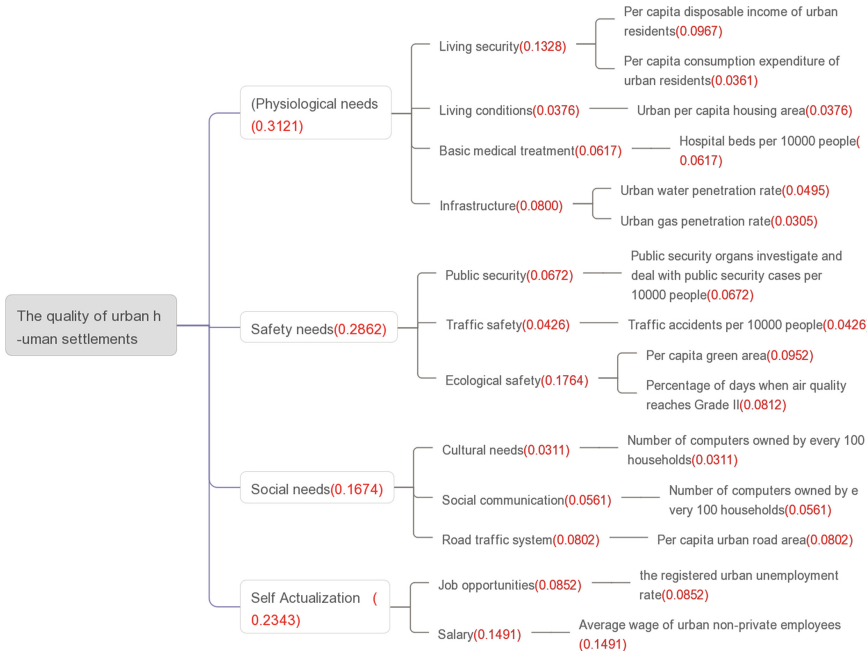 The quality of urban h
-uman settlements
(Physiological needs
(0.3121)
Living security(0.1328)
Per capita disposable income of urban
residents(0.0967)
Per capita consumption expenditure of
urban residents(0.0361)
Living conditions(0.0376)
Urban per capita housing area(0.0376)
Basic medical treatment(0.0617)
Hospital beds per 10000 people(
0.0617)
Infrastructure(0.0800)
Urban water penetration rate(0.0495)
Urban gas penetration rate(0.0305)
Safety needs(0.2862)
Public security(0.0672)
Public security organs investigate and
deal with public security cases per
10000 people(0.0672)
Traffic safety(0.0426)
Traffic accidents per 10000 people(0.0426
Ecological safety(0.1764)
Per capita green area(0.0952)
Percentage of days when air quality
reaches Grade II(0.0812)
Social needs(0.1674)
Cultural needs(0.0311)
Number of computers owned by every 100
households(0.0311)
Social communication(0.0561)
Number of computers owned by e
very 100 households(0.0561)
Road traffic system(0.0802)
Per capita urban road area(0.0802)
Self Actualization (
0.2343)
Job opportunities(0.0852)
the registered urban unemployment
rate(0.0852)
Salary(0.1491)
Average wage of urban non-private employees
(0.1491)